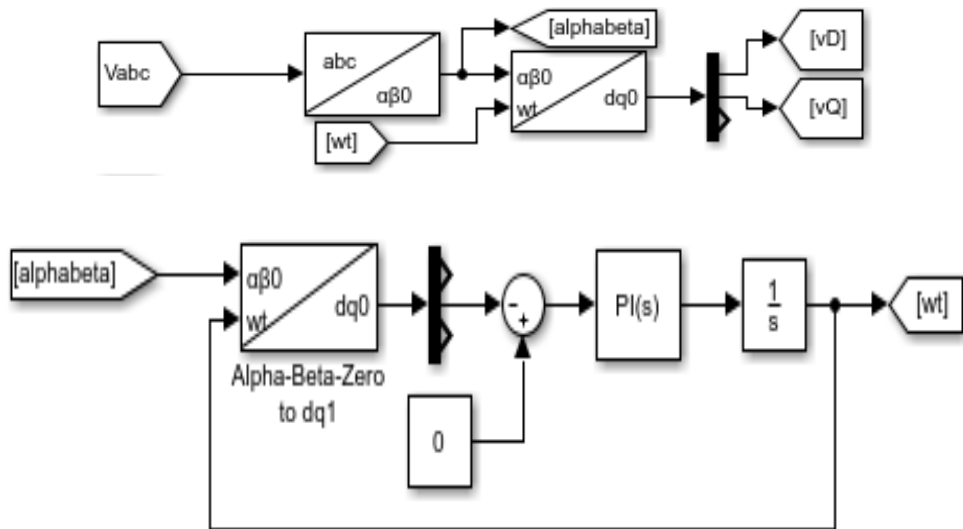 Vabc
abc
αβ0
[alphabeta]
[wt]
αβ0
wt
dq0
[vD]
[vQ]
[alphabeta]
αβ0
wt
dq0
Alpha-Beta-Zero
to dq1
-
+
0
PI(s)
1
s
[wt]